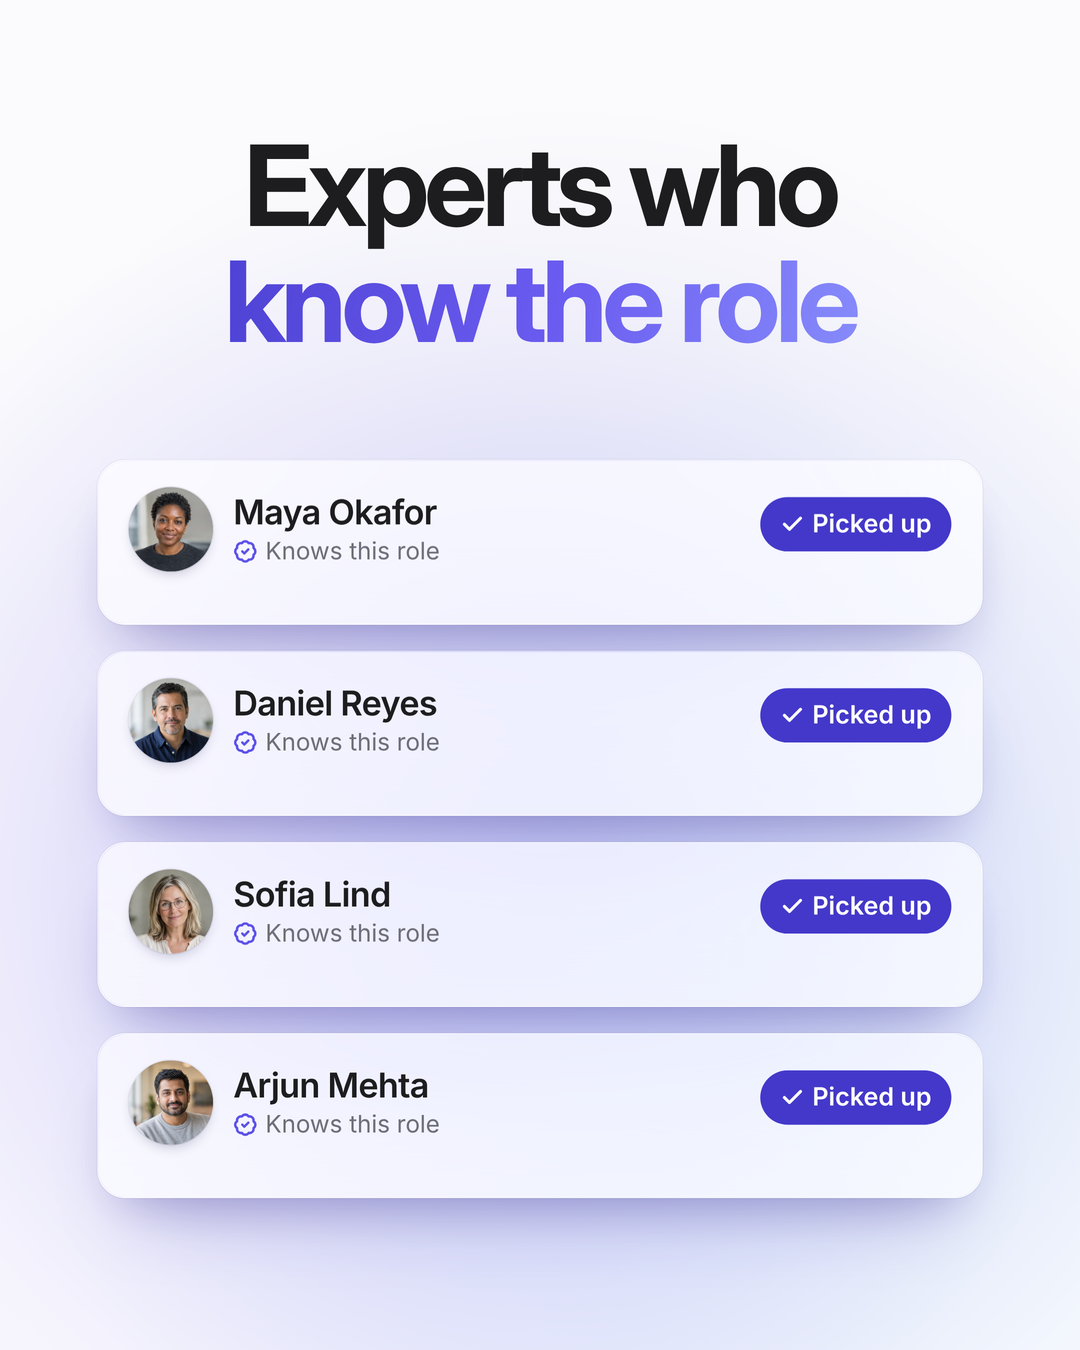 Experts who
know the role
Maya Okafor
Knows this role
Picked up
Daniel Reyes
Knows this role
Picked up
Sofia Lind
Knows this role
Picked up
Arjun Mehta
Knows this role
Picked up